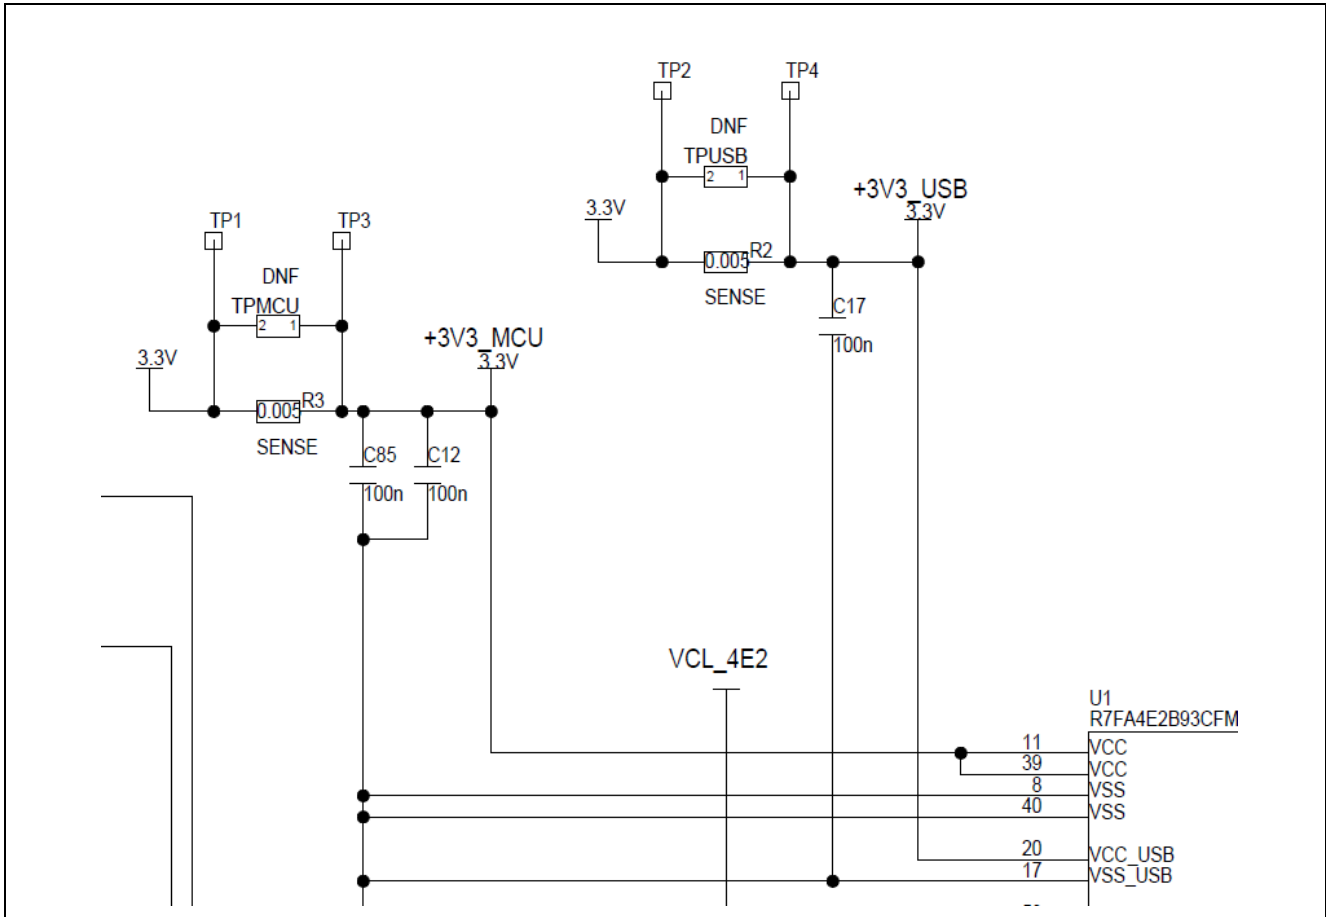 TP2 TP4
DNF
TPUSB
2 1
+3V3_USB
3.3V 3.3V
R2
0.005
SENSE
C17
100n
TP1 TP3
DNF
TPMCU
2 1
+3V3_MCU
3.3V 3.3V
R3
0.005
SENSE
C85 C12
100n 100n
VCL_4E2
U1
R7FA4E2B93CFM
11 VCC
39 VCC
8 VSS
40 VSS
20 VCC_USB
17 VSS_USB